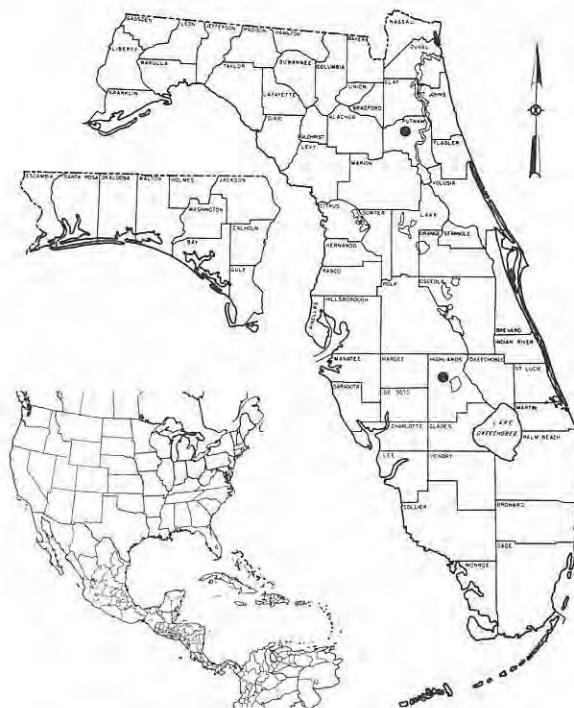 GADSDEN
LEON
JEFFERSON
MADISON
HAMILTON
NASSAU
BAKER
DUVAL
LIBERTY
WAKULLA
TAYLOR
SUWANNEE
COLUMBIA
UNION
CLAY
ST JOHNS
FRANKLIN
LAFAYETTE
BRADFORD
DIXIE
GILCHRIST
ALACHUA
PUTNAM
FLAGLER
LEVY
MARION
VOLUSIA
ESCAMBIA
SANTA ROSA
OKALOOSA
WALTON
HOLMES
JACKSON
WASHINGTON
BAY
CALHOUN
GULF
CITRUS
SUMTER
LAKE
HERNANDO
ORANGE
SEMINOLE
PASCO
POLK
OSCEOLA
PINELLAS
HILLSBOROUGH
BREVARD
INDIAN RIVER
MANATEE
HARDEE
HIGHLANDS
OKEECHOBEE
ST LUCIE
SARASOTA
DE SOTO
MARTIN
CHARLOTTE
GLADES
LAKE
OKEECHOBEE
PALM BEACH
LEE
HENDRY
COLLIER
BROWARD
DADE
MONROE